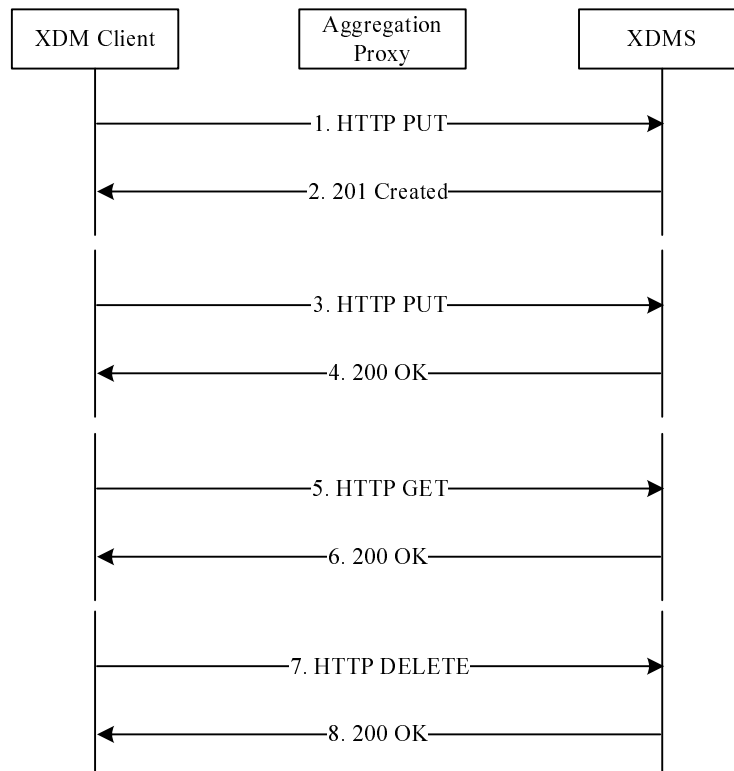 XDM Client
Aggregation
Proxy
XDMS
1. HTTP PUT
2. 201 Created
3. HTTP PUT
4. 200 OK
5. HTTP GET
6. 200 OK
7. HTTP DELETE
8. 200 OK